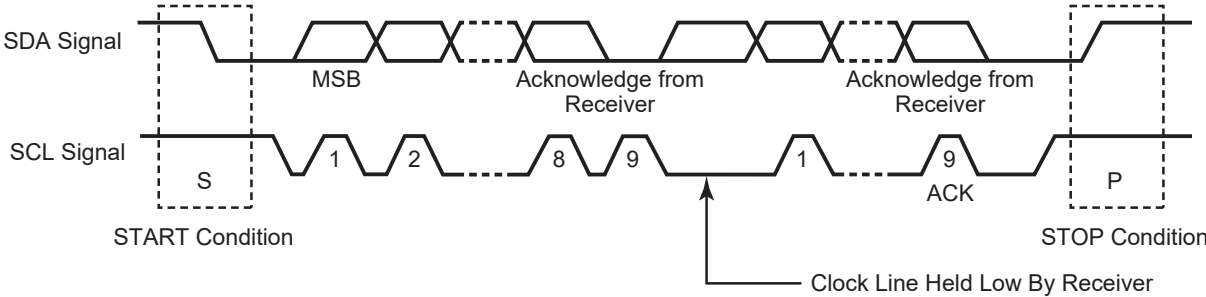 SDA Signal
MSB
Acknowledge from
Receiver
Acknowledge from
Receiver
SCL Signal
1
2
8
9
1
9
S
ACK
P
START Condition
STOP Condition
Clock Line Held Low By Receiver